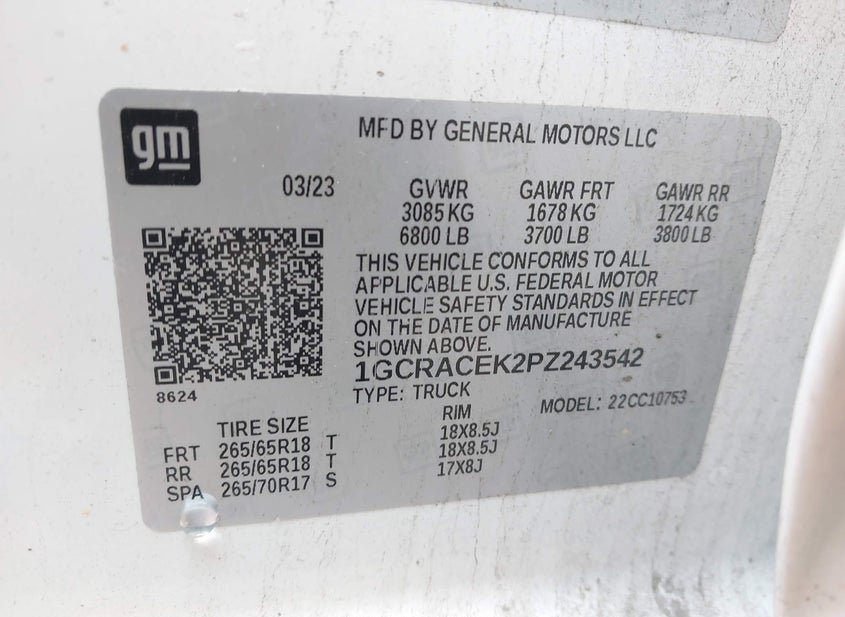 gm
MFD BY GENERAL MOTORS LLC
03/23 GVWR GAWR FRT GAWR RR
3085 KG 1678 KG 1724 KG
6800 LB 3700 LB 3800 LB
THIS VEHICLE CONFORMS TO ALL
APPLICABLE U.S. FEDERAL MOTOR
VEHICLE SAFETY STANDARDS IN EFFECT
ON THE DATE OF MANUFACTURE
SHOWN ABOVE.
1GCRACEK2PZ243542
8624
TYPE: TRUCK MODEL: 22CC10753
TIRE SIZE RIM
FRT 265/65R18 T 18X8.5J
RR 265/65R18 T 18X8.5J
SPA 265/70R17 S 17X8J